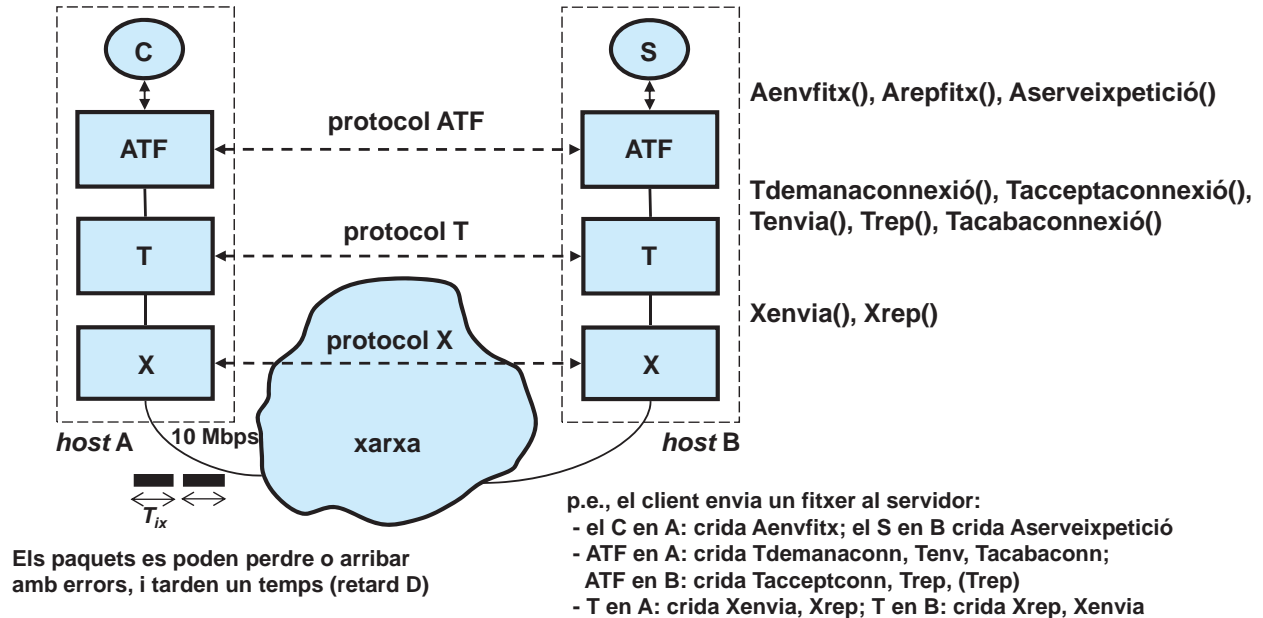 C
S
Aenvfitx(), Arepfitx(), Aserveixpetició()
protocol ATF
ATF
ATF
Tdemanaconnexió(), Tacceptaconnexió(),
Tenvia(), Trep(), Tacabaconnexió()
protocol T
T
T
Xenvia(), Xrep()
protocol X
X
X
host A
10 Mbps
xarxa
host B
Tix
p.e., el client envia un fitxer al servidor:
- el C en A: crida Aenvfitx; el S en B crida Aserveixpetició
- ATF en A: crida Tdemanaconn, Tenv, Tacabaconn;
ATF en B: crida Tacceptconn, Trep, (Trep)
- T en A: crida Xenvia, Xrep; T en B: crida Xrep, Xenvia
Els paquets es poden perdre o arribar
amb errors, i tarden un temps (retard D)